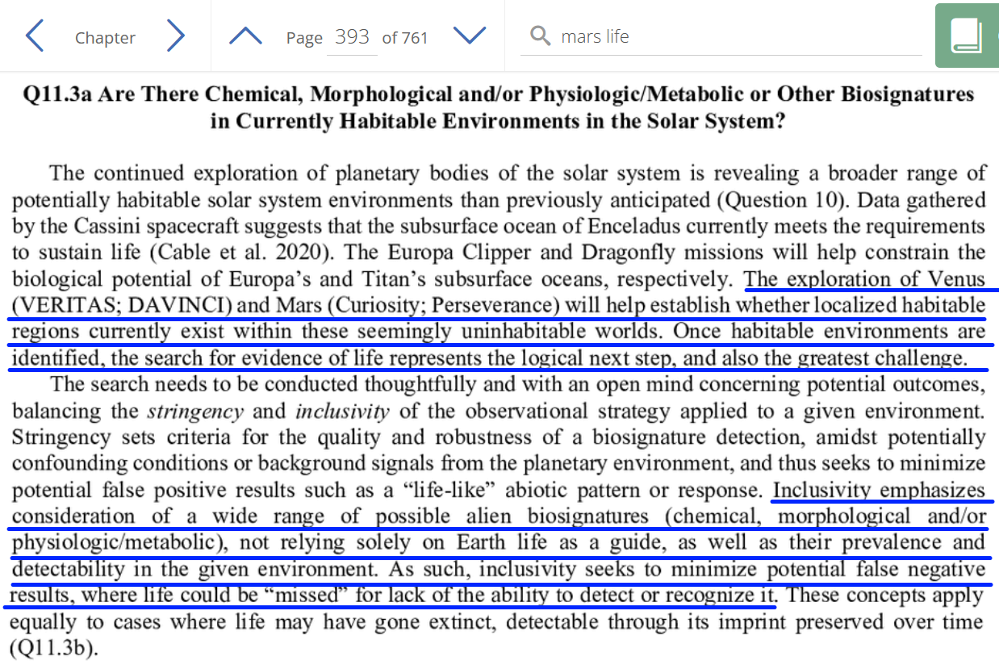 Chapter Page 393 of 761 mars life
Q11.3a Are There Chemical, Morphological and/or Physiologic/Metabolic or Other Biosignatures
in Currently Habitable Environments in the Solar System?
The continued exploration of planetary bodies of the solar system is revealing a broader range of
potentially habitable solar system environments than previously anticipated (Question 10). Data gathered
by the Cassini spacecraft suggests that the subsurface ocean of Enceladus currently meets the requirements
to sustain life (Cable et al. 2020). The Europa Clipper and Dragonfly missions will help constrain the
biological potential of Europa’s and Titan’s subsurface oceans, respectively. The exploration of Venus
(VERITAS; DAVINCI) and Mars (Curiosity; Perseverance) will help establish whether localized habitable
regions currently exist within these seemingly uninhabitable worlds. Once habitable environments are
identified, the search for evidence of life represents the logical next step, and also the greatest challenge.
The search needs to be conducted thoughtfully and with an open mind concerning potential outcomes,
balancing the stringency and inclusivity of the observational strategy applied to a given environment.
Stringency sets criteria for the quality and robustness of a biosignature detection, amidst potentially
confounding conditions or background signals from the planetary environment, and thus seeks to minimize
potential false positive results such as a “life-like” abiotic pattern or response. Inclusivity emphasizes
consideration of a wide range of possible alien biosignatures (chemical, morphological and/or
physiologic/metabolic), not relying solely on Earth life as a guide, as well as their prevalence and
detectability in the given environment. As such, inclusivity seeks to minimize potential false negative
results, where life could be “missed” for lack of the ability to detect or recognize it. These concepts apply
equally to cases where life may have gone extinct, detectable through its imprint preserved over time
(Q11.3b).